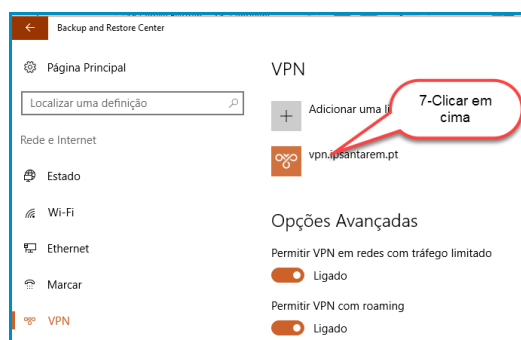 Backup and Restore Center
Página Principal
Localizar uma definição
Rede e Internet
Estado
Wi-Fi
Ethernet
Marcar
VPN
VPN
Adicionar uma
7-Clicar em
cima
vpn.ipsantarem.pt
Opções Avançadas
Permitir VPN em redes com tráfego limitado
Ligado
Permitir VPN com roaming
Ligado